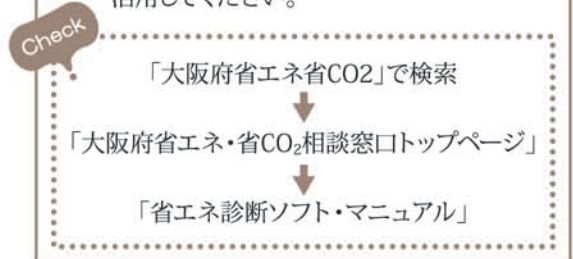 活用してください。
Check
「大阪府省エネ省CO2」で検索
「大阪府省エネ・省CO₂相談窓口トップページ」
「省エネ診断ソフト・マニュアル」